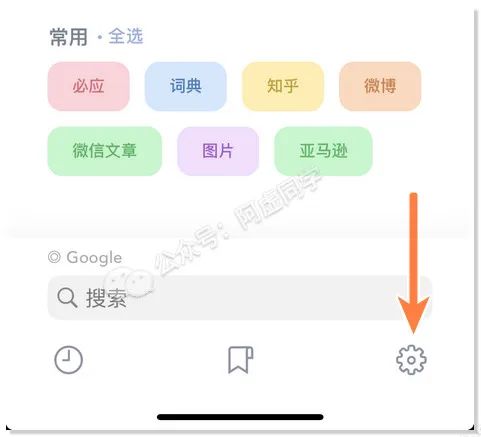 常用 • 全选
必应 词典 知乎 微博
微信文章 图片 亚马逊
公众号：阿虚同学
© Google
搜索